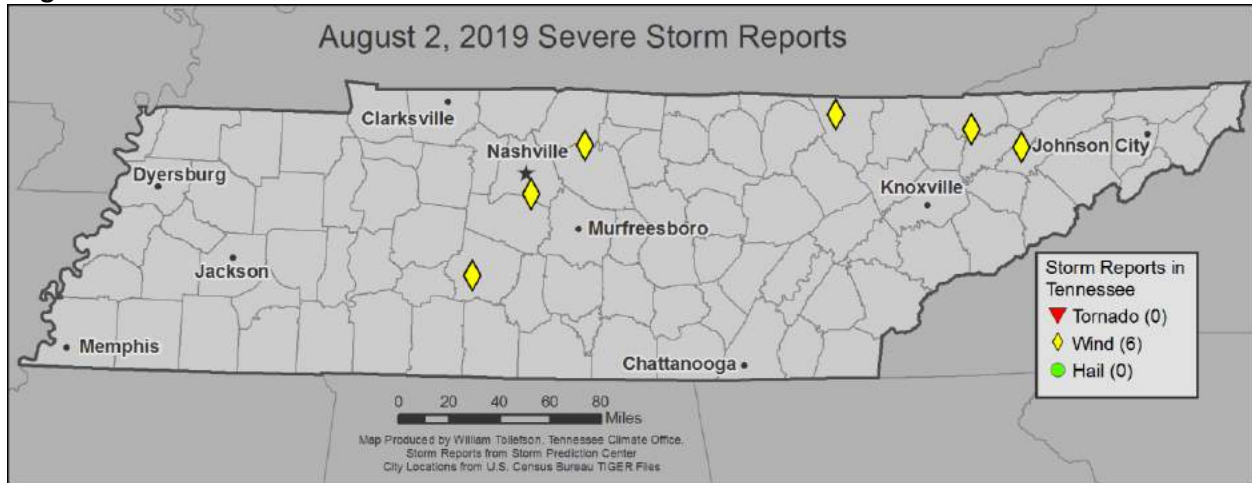 August 2, 2019 Severe Storm Reports
Clarksville
Nashville
Johnson City
Dyersburg
Knoxville
Murfreesboro
Jackson
Storm Reports in
Tennessee
Tornado (0)
Wind (6)
Hail (0)
Memphis
Chattanooga
0 20 40 60 80
Miles
Map Produced by William Tollefson, Tennessee Climate Office.
Storm Reports from Storm Prediction Center
City Locations from U.S. Census Bureau TIGER Files